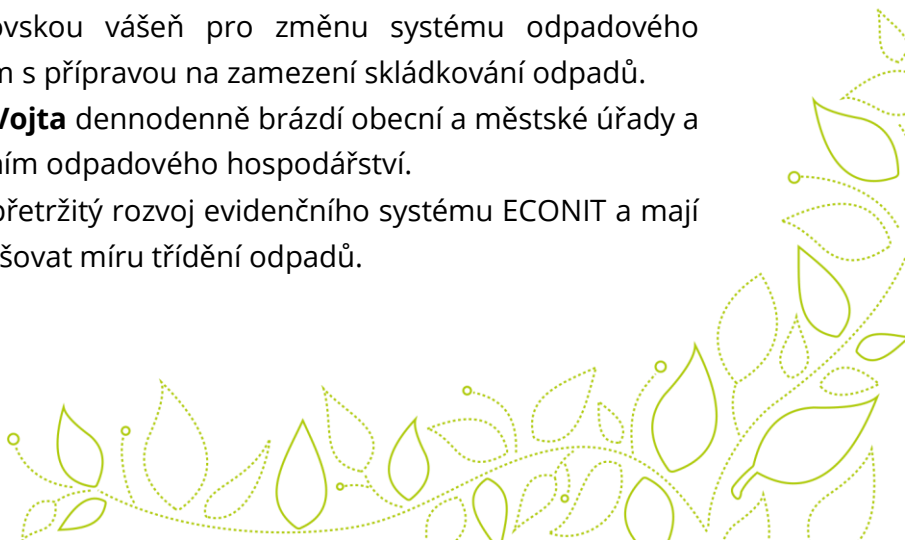 ovskou vášeň pro změnu systému odpadového
m s přípravou na zamezení skládkování odpadů.
Vojta dennodenně brázdí obecní a městské úřady a
ním odpadového hospodářství.
přetržitý rozvoj evidenčního systému ECONIT a mají
šovat míru třídění odpadů.